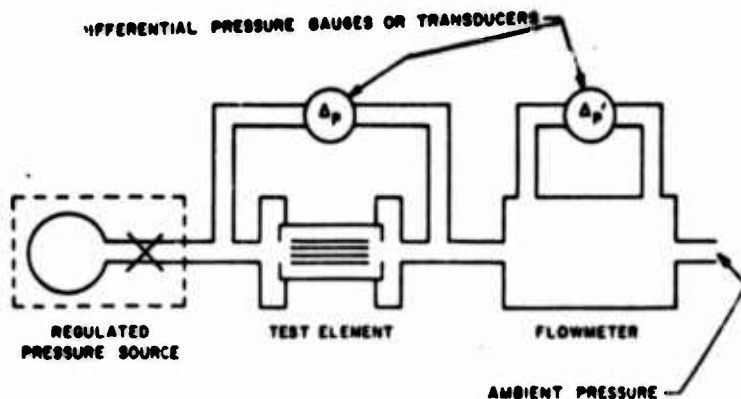 DIFFERENTIAL PRESSURE GAUGES OR TRANSDUCERS
Δp
Δp'
REGULATED
PRESSURE SOURCE
TEST ELEMENT
FLOWMETER
AMBIENT PRESSURE